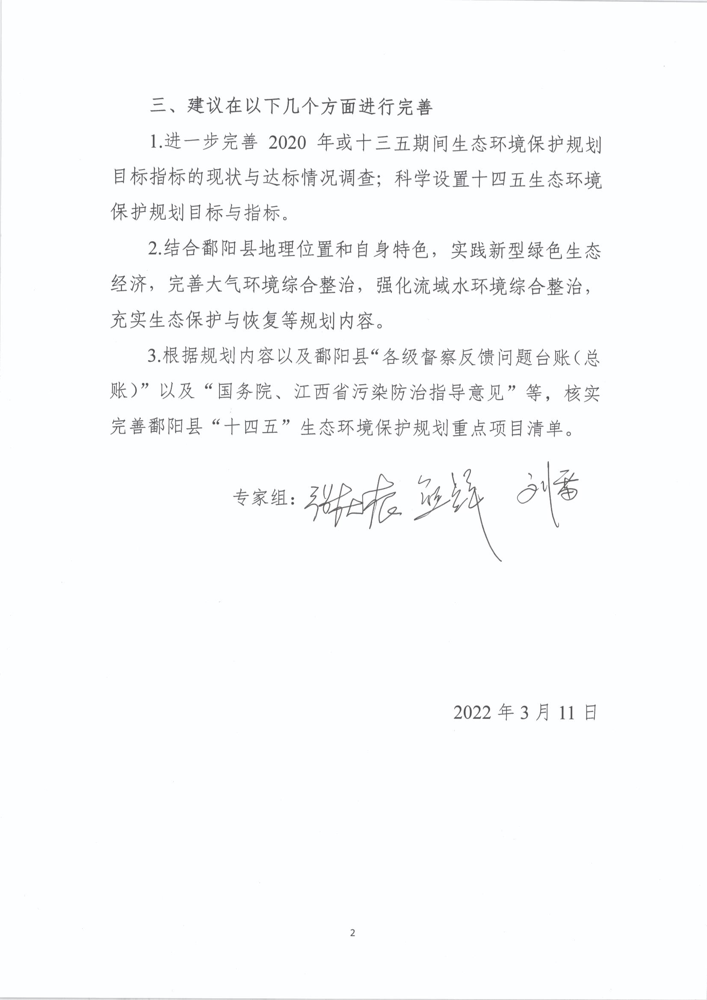 三、建议在以下几个方面进行完善
1.进一步完善 2020 年或十三五期间生态环境保护规划
目标指标的现状与达标情况调查；科学设置十四五生态环境
保护规划目标与指标。
2.结合鄱阳县地理位置和自身特色，实践新型绿色生态
经济，完善大气环境综合整治，强化流域水环境综合整治，
充实生态保护与恢复等规划内容。
3.根据规划内容以及鄱阳县“各级督察反馈问题台账（总
账）”以及“国务院、江西省污染防治指导意见”等，核实
完善鄱阳县“十四五”生态环境保护规划重点项目清单。
专家组：
2022 年 3 月 11 日
2